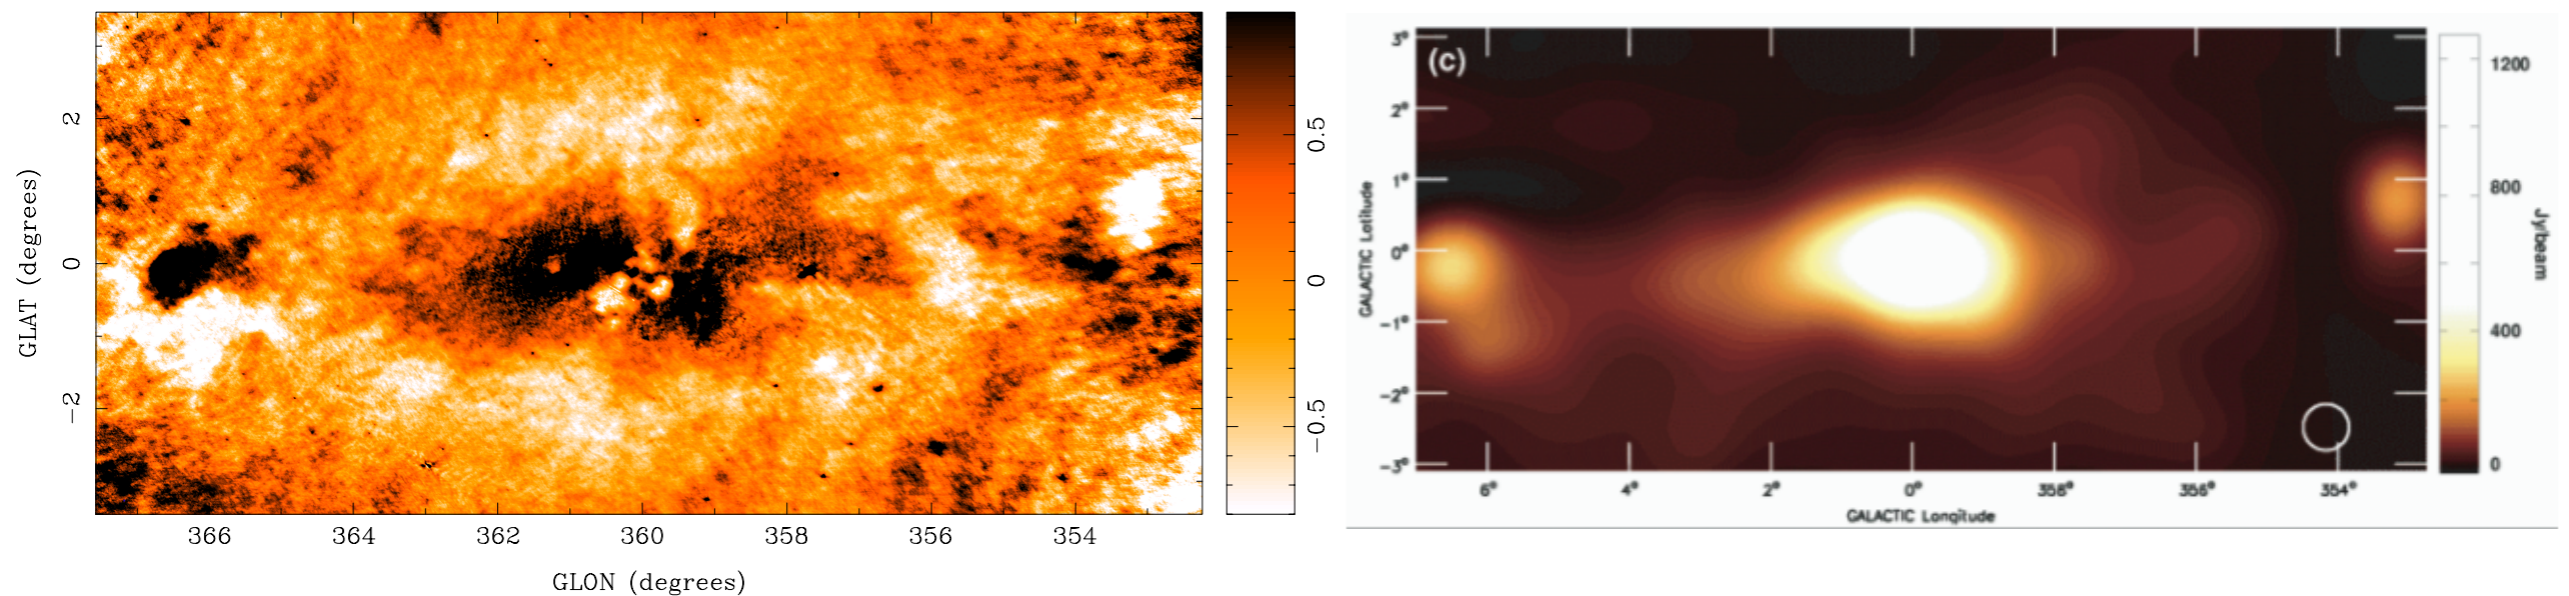 GLAT (degrees)
2
0
−2
366 364 362 360 358 356 354
GLON (degrees)
0.5
0
−0.5
(c)
GALACTIC Latitude
3°
2°
1°
0°
−1°
−2°
−3°
6° 4° 2° 0° 358° 356° 354°
GALACTIC Longitude
1200
800
400
0
Jy/beam